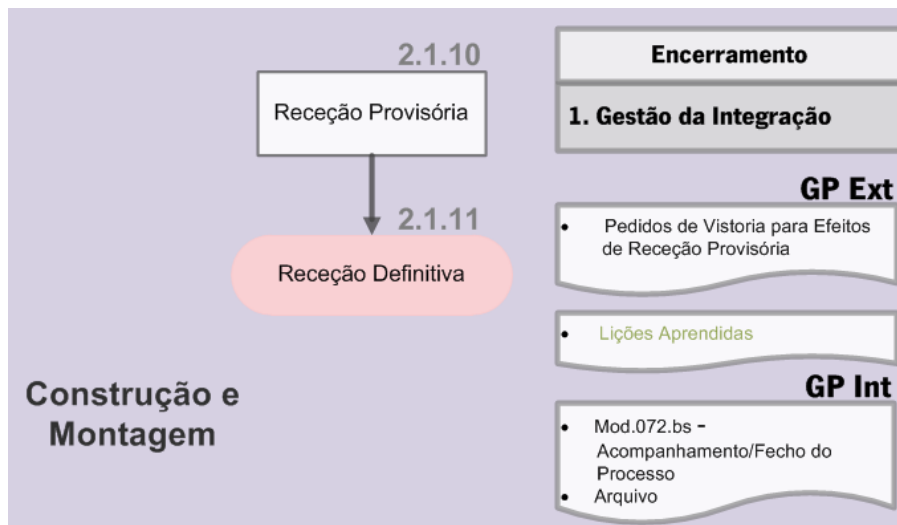 2.1.10
Receção Provisória
2.1.11
Receção Definitiva
Construção e
Montagem
Encerramento
1. Gestão da Integração
GP Ext
• Pedidos de Vistoria para Efeitos
de Receção Provisória
• Lições Aprendidas
GP Int
• Mod.072.bs –
Acompanhamento/Fecho do
Processo
• Arquivo